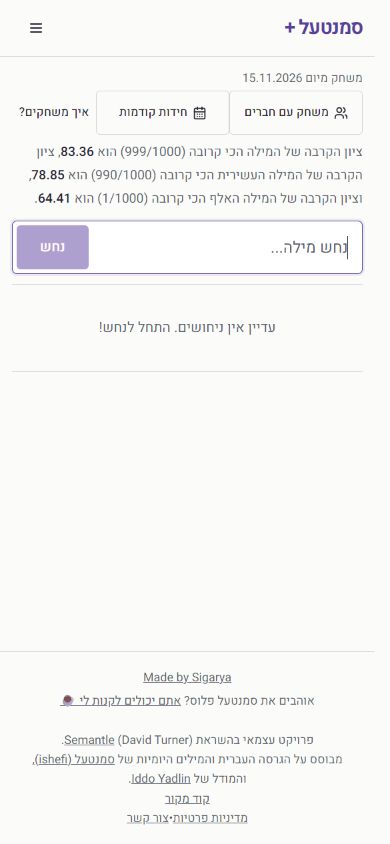 סמנטעל +
משחק מיום 15.11.2026
משחק עם חברים
חידות קודמות
איך משחקים?
ציון הקרבה של המילה הכי קרובה (999/1000) הוא 83.36, ציון
הקרבה של המילה העשירית הכי קרובה (990/1000) הוא 78.85,
וציון הקרבה של המילה האלף הכי קרובה (1/1000) הוא 64.41.
נחש מילה...
נחש
עדיין אין ניחושים. התחל לנחש!
Made by Sigarya
אוהבים את סמנטעל פלוס? אתם יכולים לקנות לי
פרויקט עצמאי בהשראת Semantle (David Turner).
מבוסס על הגרסה העברית והמילים היומיות של סמנטעל (ishefi),
והמודל של Iddo Yadlin.
קוד מקור
מדיניות פרטיות•צור קשר